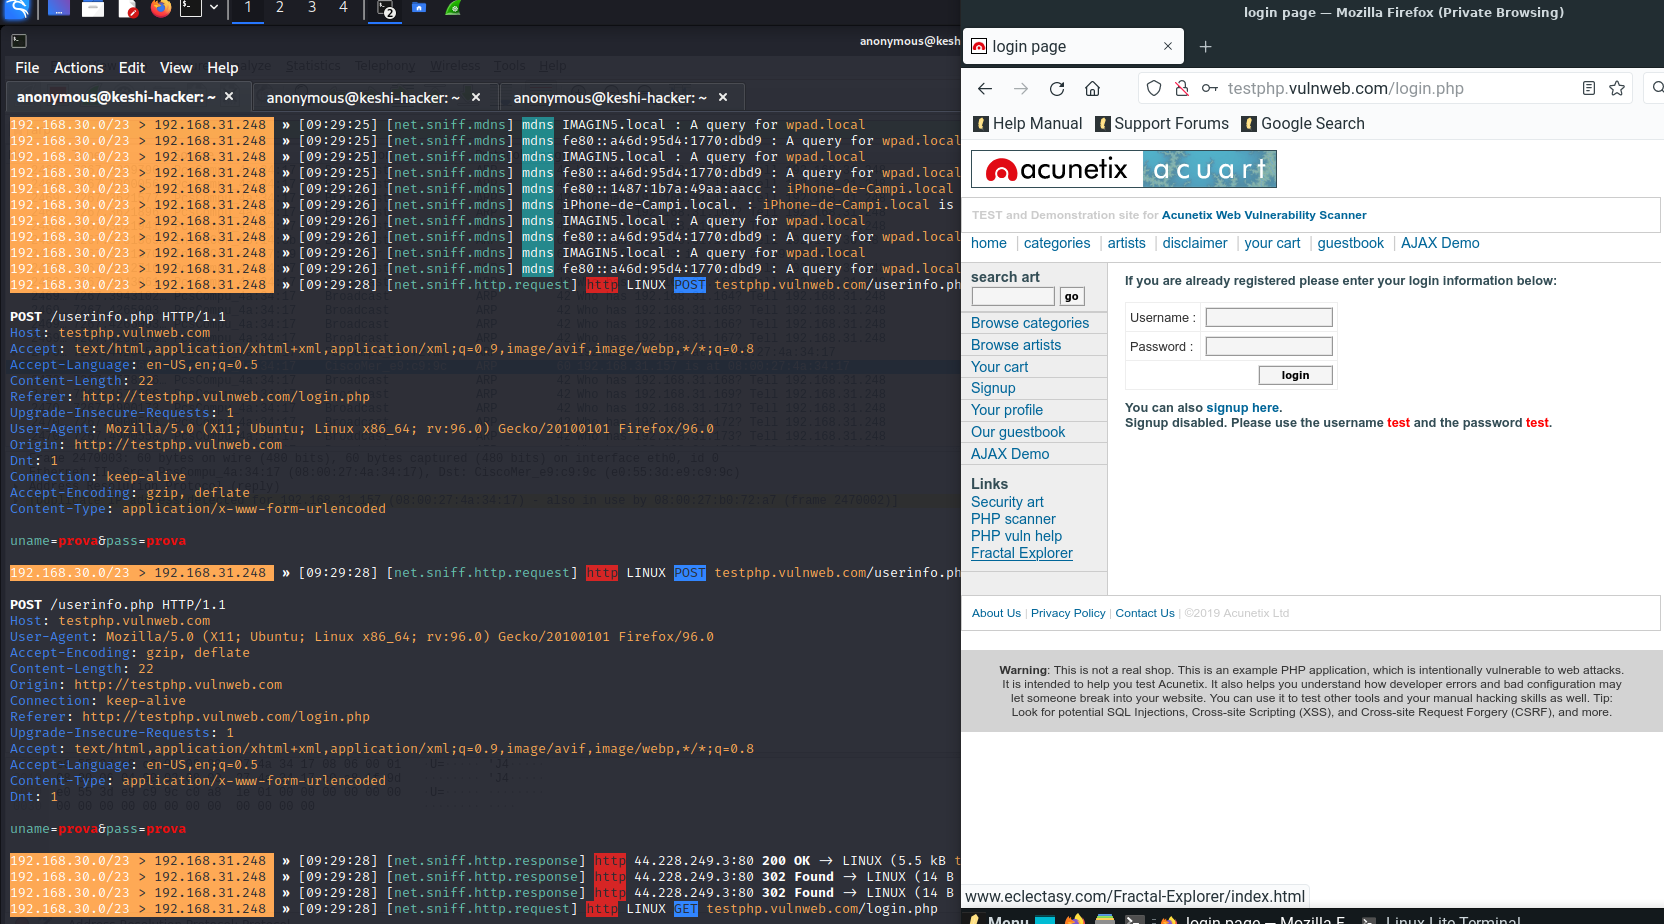 1 2 3 4
2
anonymous@kesh
File Actions Edit View Help
anonymous@keshi-hacker: ~ × anonymous@keshi-hacker: ~ × anonymous@keshi-hacker: ~ ×
192.168.30.0/23 > 192.168.31.248 » [09:29:25] [net.sniff.mdns] mdns IMAGIN5.local : A query for wpad.local
192.168.30.0/23 > 192.168.31.248 » [09:29:25] [net.sniff.mdns] mdns fe80::a46d:95d4:1770:dbd9 : A query for wpad.local
192.168.30.0/23 > 192.168.31.248 » [09:29:25] [net.sniff.mdns] mdns IMAGIN5.local : A query for wpad.local
192.168.30.0/23 > 192.168.31.248 » [09:29:25] [net.sniff.mdns] mdns fe80::a46d:95d4:1770:dbd9 : A query for wpad.local
192.168.30.0/23 > 192.168.31.248 » [09:29:26] [net.sniff.mdns] mdns fe80::1487:1b7a:49aa:aacc : iPhone-de-Campi.local
192.168.30.0/23 > 192.168.31.248 » [09:29:26] [net.sniff.mdns] mdns iPhone-de-Campi.local. : iPhone-de-Campi.local is
192.168.30.0/23 > 192.168.31.248 » [09:29:26] [net.sniff.mdns] mdns IMAGIN5.local : A query for wpad.local
192.168.30.0/23 > 192.168.31.248 » [09:29:26] [net.sniff.mdns] mdns fe80::a46d:95d4:1770:dbd9 : A query for wpad.local
192.168.30.0/23 > 192.168.31.248 » [09:29:26] [net.sniff.mdns] mdns IMAGIN5.local : A query for wpad.local
192.168.30.0/23 > 192.168.31.248 » [09:29:26] [net.sniff.mdns] mdns fe80::a46d:95d4:1770:dbd9 : A query for wpad.local
192.168.30.0/23 > 192.168.31.248 » [09:29:28] [net.sniff.http.request] http LINUX POST testphp.vulnweb.com/userinfo.ph
POST /userinfo.php HTTP/1.1
Host: testphp.vulnweb.com
Accept: text/html,application/xhtml+xml,application/xml;q=0.9,image/avif,image/webp,*/*;q=0.8
Accept-Language: en-US,en;q=0.5
Content-Length: 22
Referer: http://testphp.vulnweb.com/login.php
Upgrade-Insecure-Requests: 1
User-Agent: Mozilla/5.0 (X11; Ubuntu; Linux x86_64; rv:96.0) Gecko/20100101 Firefox/96.0
Origin: http://testphp.vulnweb.com
Dnt: 1
Connection: keep-alive
Accept-Encoding: gzip, deflate
Content-Type: application/x-www-form-urlencoded
uname=prova&pass=prova
192.168.30.0/23 > 192.168.31.248 » [09:29:28] [net.sniff.http.request] http LINUX POST testphp.vulnweb.com/userinfo.ph
POST /userinfo.php HTTP/1.1
Host: testphp.vulnweb.com
User-Agent: Mozilla/5.0 (X11; Ubuntu; Linux x86_64; rv:96.0) Gecko/20100101 Firefox/96.0
Accept-Encoding: gzip, deflate
Content-Length: 22
Origin: http://testphp.vulnweb.com
Connection: keep-alive
Referer: http://testphp.vulnweb.com/login.php
Upgrade-Insecure-Requests: 1
Accept: text/html,application/xhtml+xml,application/xml;q=0.9,image/avif,image/webp,*/*;q=0.8
Accept-Language: en-US,en;q=0.5
Content-Type: application/x-www-form-urlencoded
Dnt: 1
uname=prova&pass=prova
192.168.30.0/23 > 192.168.31.248 » [09:29:28] [net.sniff.http.response] http 44.228.249.3:80 200 OK → LINUX (5.5 kB t
192.168.30.0/23 > 192.168.31.248 » [09:29:28] [net.sniff.http.response] http 44.228.249.3:80 302 Found → LINUX (14 B
192.168.30.0/23 > 192.168.31.248 » [09:29:28] [net.sniff.http.response] http 44.228.249.3:80 302 Found → LINUX (14 B
192.168.30.0/23 > 192.168.31.248 » [09:29:28] [net.sniff.http.request] http LINUX GET testphp.vulnweb.com/login.php
login page — Mozilla Firefox (Private Browsing)
login page × +
testphp.vulnweb.com/login.php
Help Manual Support Forums Google Search
acunetix acuart
TEST and Demonstration site for Acunetix Web Vulnerability Scanner
home | categories | artists | disclaimer | your cart | guestbook | AJAX Demo
search art
go
Browse categories
Browse artists
Your cart
Signup
Your profile
Our guestbook
AJAX Demo
Links
Security art
PHP scanner
PHP vuln help
Fractal Explorer
If you are already registered please enter your login information below:
Username :
Password :
login
You can also signup here.
Signup disabled. Please use the username test and the password test.
About Us | Privacy Policy | Contact Us | ©2019 Acunetix Ltd
Warning: This is not a real shop. This is an example PHP application, which is intentionally vulnerable to web attacks.
It is intended to help you test Acunetix. It also helps you understand how developer errors and bad configuration may
let someone break into your website. You can use it to test other tools and your manual hacking skills as well. Tip:
Look for potential SQL Injections, Cross-site Scripting (XSS), and Cross-site Request Forgery (CSRF), and more.
www.eclectasy.com/Fractal-Explorer/index.html
Menu login page — Mozilla F Linux Lite Terminal